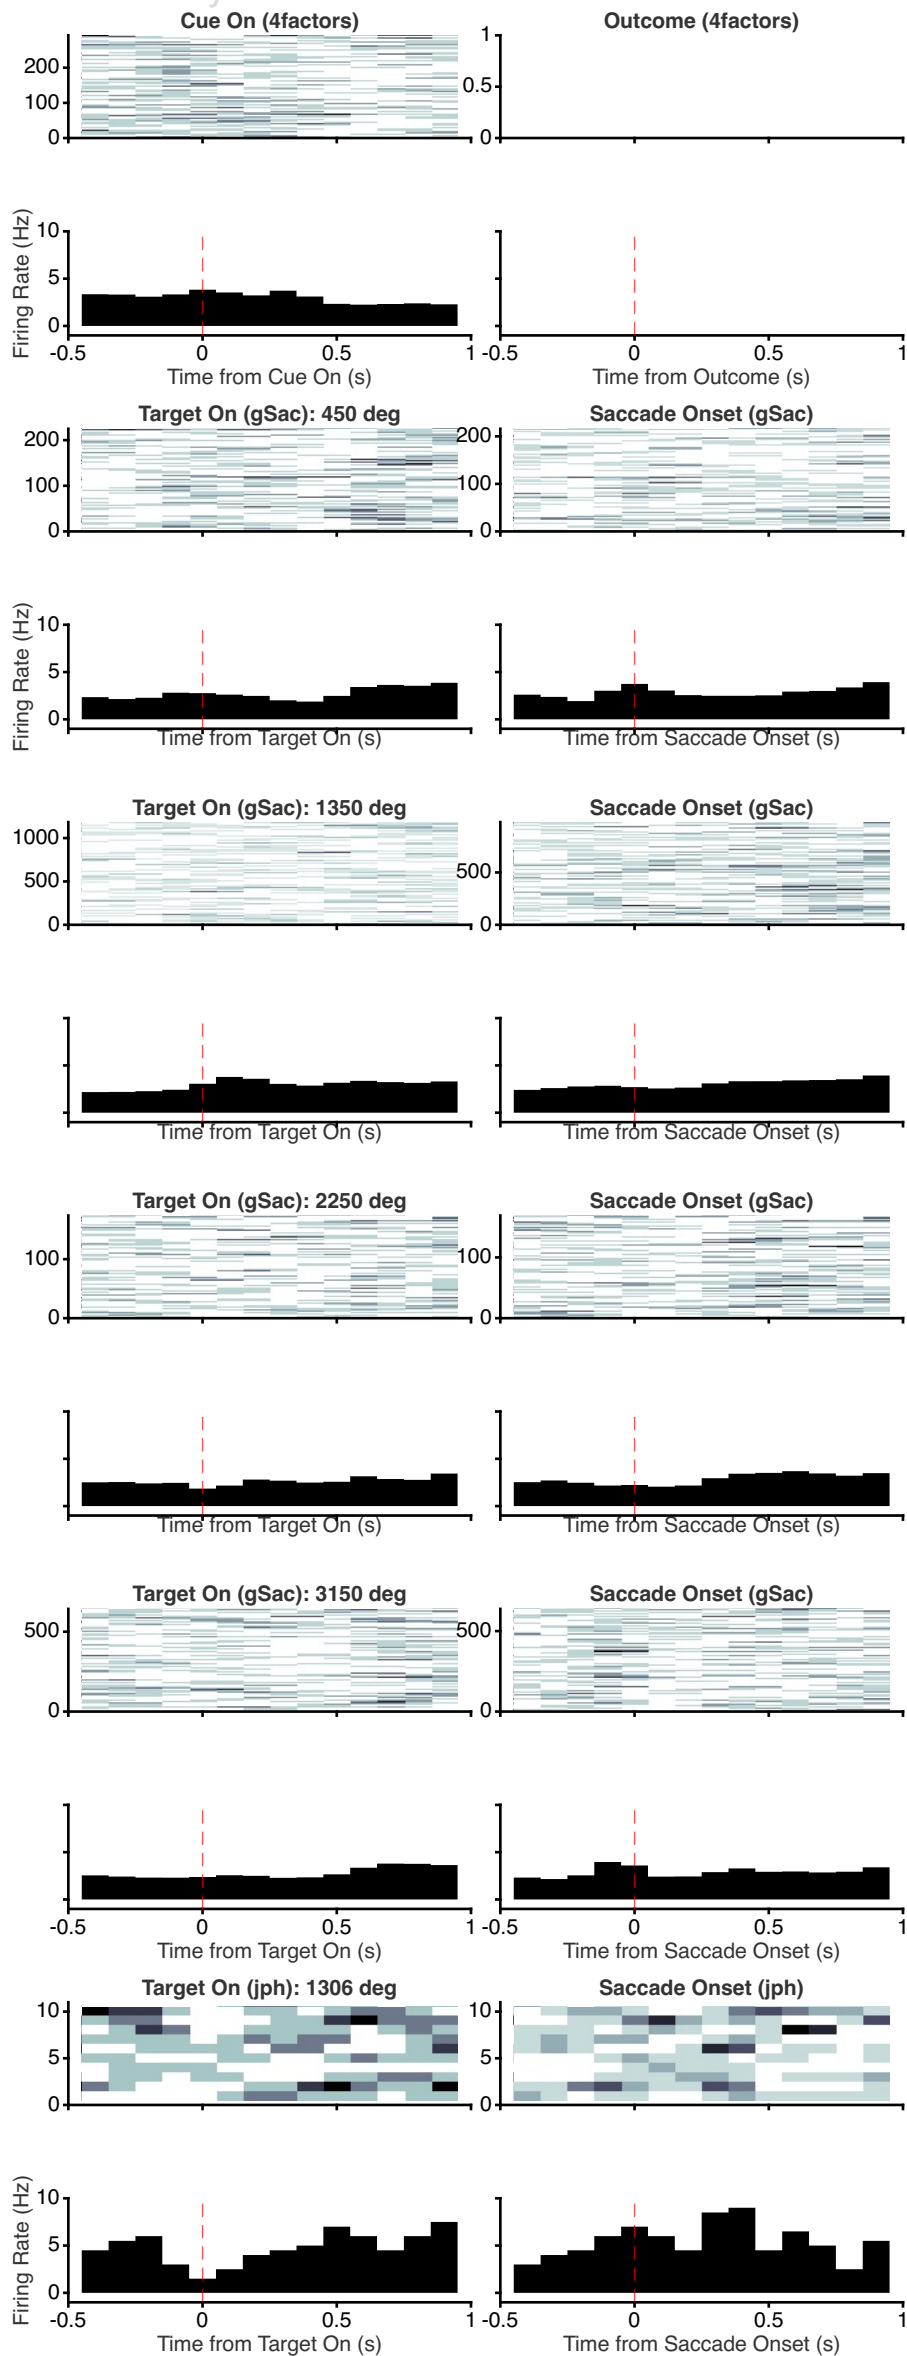 Cue On (4factors) Outcome (4factors)
200
100
0
1
0.5
0
Firing Rate (Hz)
10
5
0
-0.5 0 0.5 1 -0.5 0 0.5 1
Time from Cue On (s) Time from Outcome (s)
Target On (gSac): 450 deg Saccade Onset (gSac)
200
100
0
200
100
0
Firing Rate (Hz)
10
5
0
Time from Target On (s) Time from Saccade Onset (s)
Target On (gSac): 1350 deg Saccade Onset (gSac)
1000
500
0
500
0
Time from Target On (s) Time from Saccade Onset (s)
Target On (gSac): 2250 deg Saccade Onset (gSac)
100
0
100
0
Time from Target On (s) Time from Saccade Onset (s)
Target On (gSac): 3150 deg Saccade Onset (gSac)
500
0
500
0
-0.5 0 0.5 1 -0.5 0 0.5 1
Time from Target On (s) Time from Saccade Onset (s)
Target On (jph): 1306 deg Saccade Onset (jph)
10
5
0
10
5
0
Firing Rate (Hz)
10
5
0
-0.5 0 0.5 1 -0.5 0 0.5 1
Time from Target On (s) Time from Saccade Onset (s)